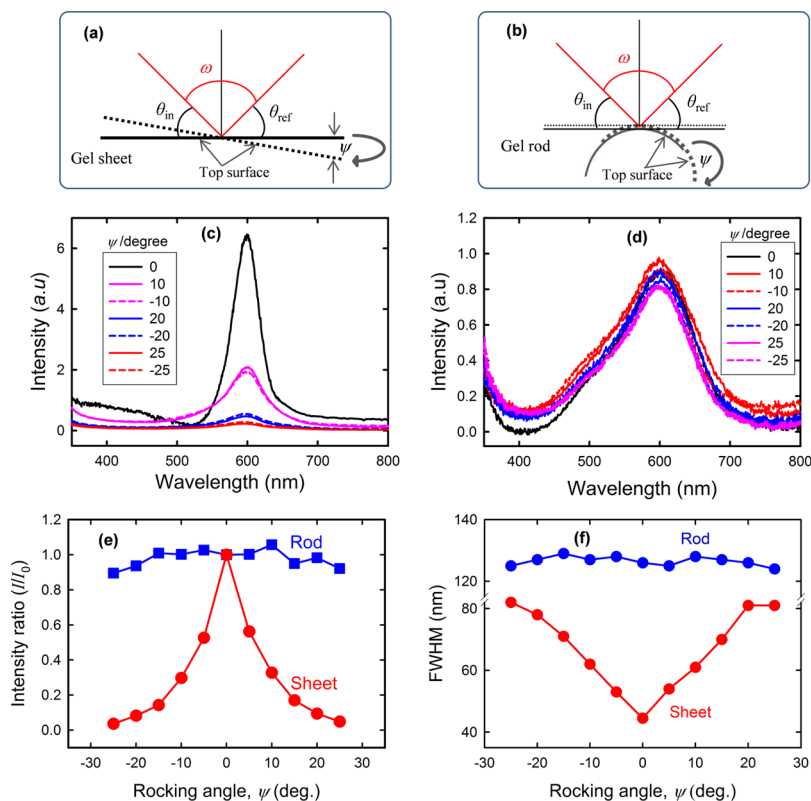 (a)
ω
θin
θref
Gel sheet
Top surface
ψ
(b)
ω
θin
θref
Gel rod
Top surface
ψ
(c)
ψ/degree
0
10
-10
20
-20
25
-25
6
4
2
0
Intensity (a.u)
400 500 600 700 800
Wavelength (nm)
(d)
ψ/degree
0
10
-10
20
-20
25
-25
1.2
1.0
0.8
0.6
0.4
0.2
0.0
Intensity (a.u)
400 500 600 700 800
Wavelength (nm)
(e)
Rod
Sheet
1.2
1.0
0.8
0.6
0.4
0.2
0.0
Intensity ratio (I/I0)
-30 -20 -10 0 10 20 30
Rocking angle, ψ (deg.)
(f)
Rod
Sheet
140
120
80
60
40
FWHM (nm)
-30 -20 -10 0 10 20 30
Rocking angle, ψ (deg.)